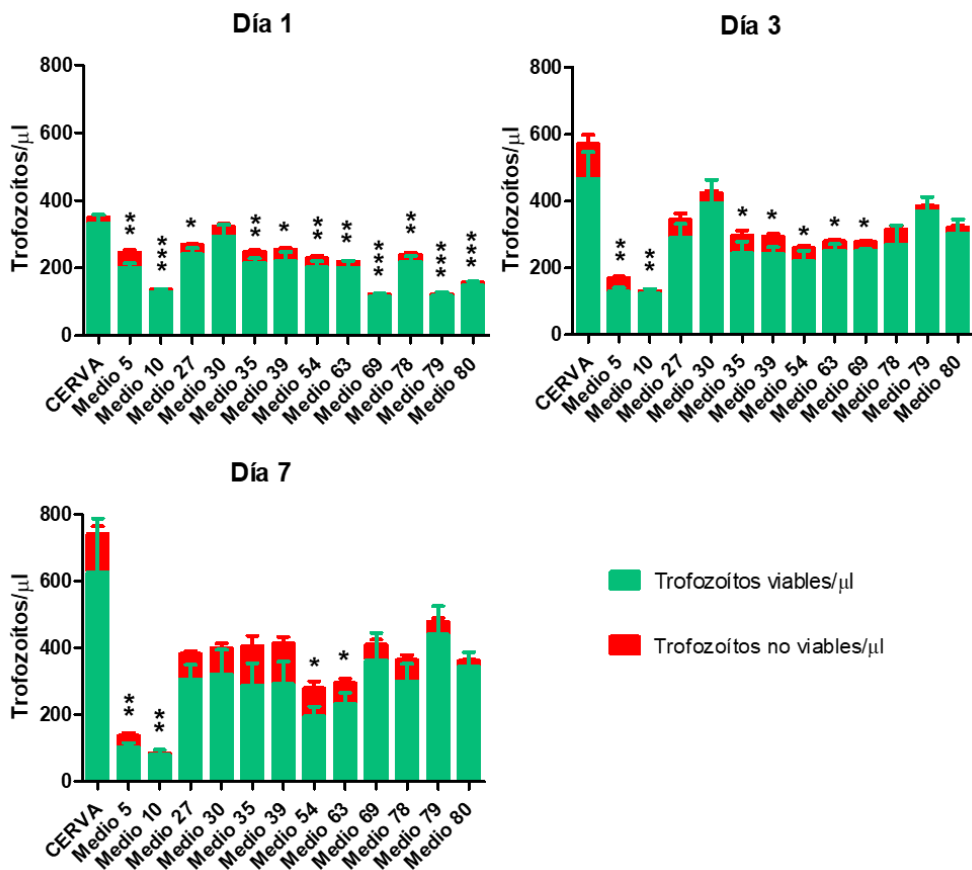 Día 1
Trofozoítos/µl
800
600
400
200
0
**
***
*
**
*
**
**
***
**
***
***
CERVA
Medio 5
Medio 10
Medio 27
Medio 30
Medio 35
Medio 39
Medio 54
Medio 63
Medio 69
Medio 78
Medio 79
Medio 80
Día 3
Trofozoítos/µl
800
600
400
200
0
**
**
*
*
*
*
*
CERVA
Medio 5
Medio 10
Medio 27
Medio 30
Medio 35
Medio 39
Medio 54
Medio 63
Medio 69
Medio 78
Medio 79
Medio 80
Día 7
Trofozoítos/µl
800
600
400
200
0
**
**
*
*
CERVA
Medio 5
Medio 10
Medio 27
Medio 30
Medio 35
Medio 39
Medio 54
Medio 63
Medio 69
Medio 78
Medio 79
Medio 80
Trofozoítos viables/µl
Trofozoítos no viables/µl